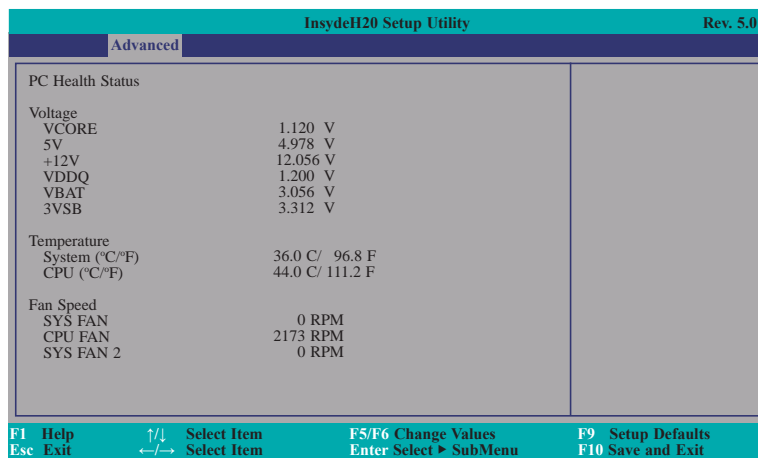 InsydeH20 Setup Utility Rev. 5.0
Advanced
PC Health Status
Voltage
VCORE 1.120 V
5V 4.978 V
+12V 12.056 V
VDDQ 1.200 V
VBAT 3.056 V
3VSB 3.312 V
Temperature
System (°C/°F) 36.0 C/ 96.8 F
CPU (°C/°F) 44.0 C/ 111.2 F
Fan Speed
SYS FAN 0 RPM
CPU FAN 2173 RPM
SYS FAN 2 0 RPM
F1 Help ↑/↓ Select Item F5/F6 Change Values F9 Setup Defaults
Esc Exit ←/→ Select Item Enter Select ▶ SubMenu F10 Save and Exit